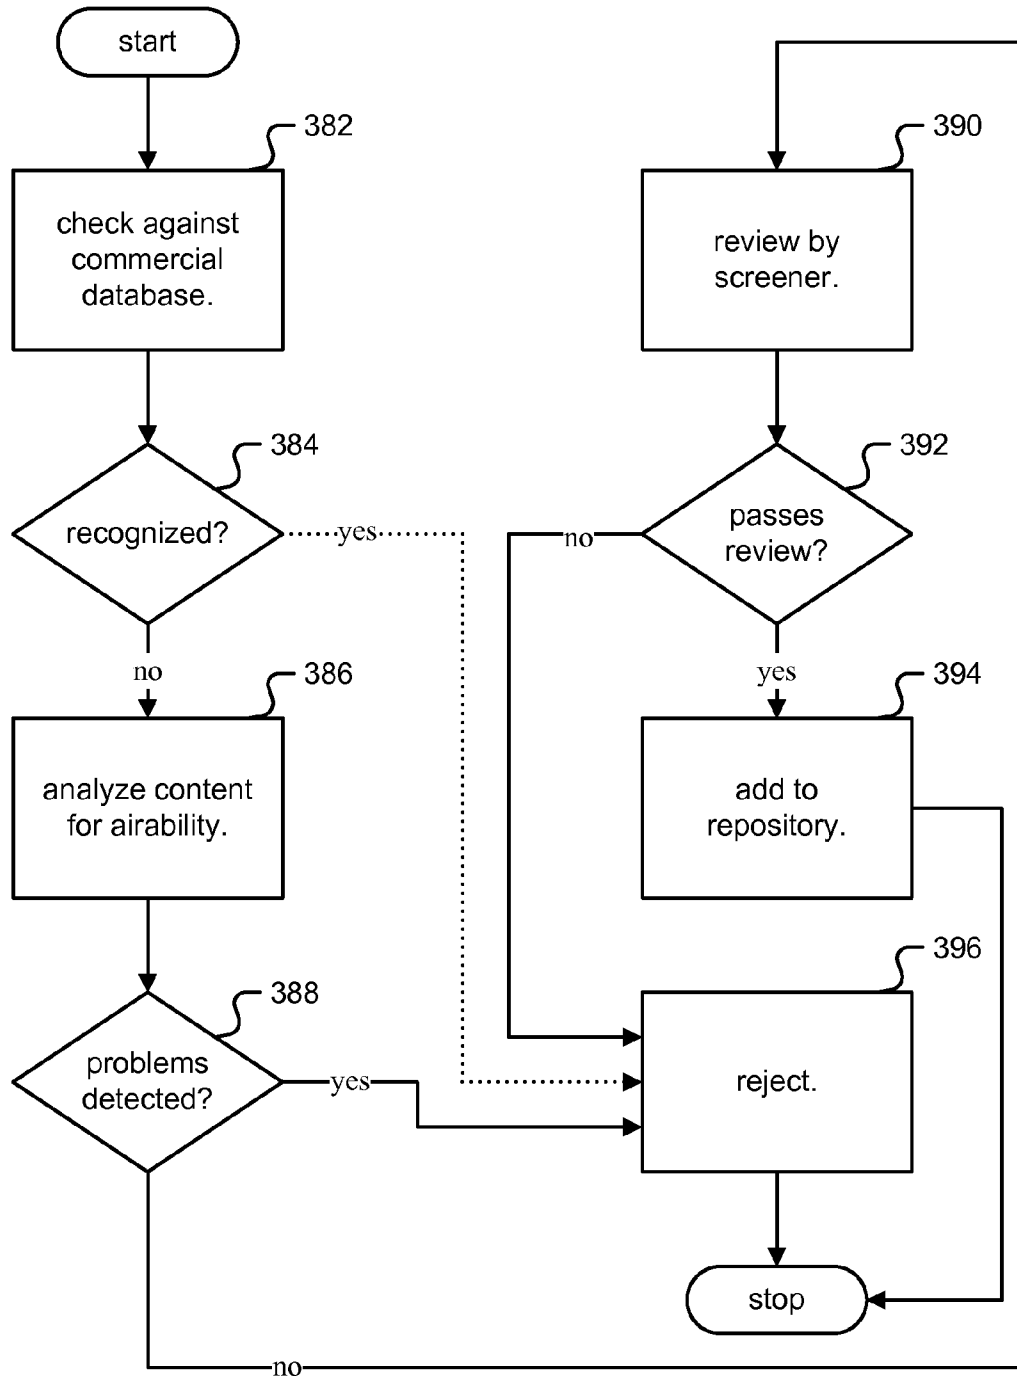 start
382
check against
commercial
database.
384
recognized?
yes
no
386
analyze content
for airability.
388
problems
detected?
yes
no
390
review by
screener.
392
passes
review?
no
yes
394
add to
repository.
396
reject.
stop